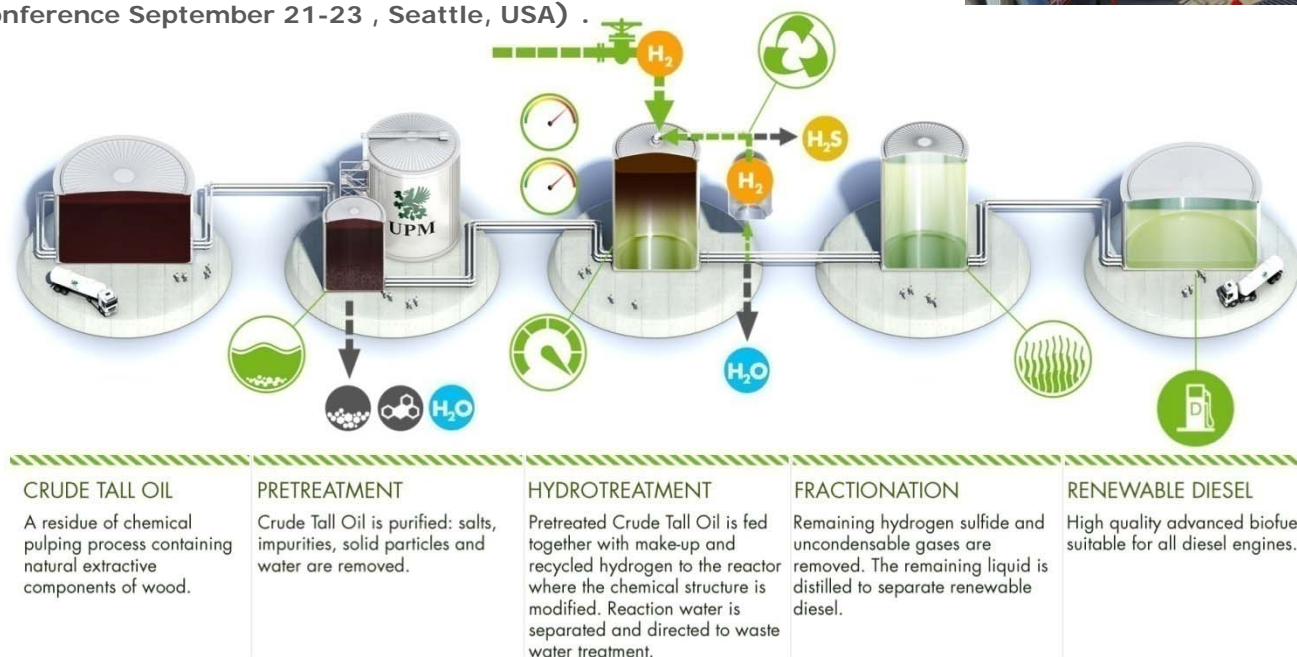 onference September 21-23 , Seattle, USA) .
H2
H2S
H2
UPM
H2O
H2O
D
CRUDE TALL OIL
A residue of chemical
pulping process containing
natural extractive
components of wood.
PRETREATMENT
Crude Tall Oil is purified: salts,
impurities, solid particles and
water are removed.
HYDROTREATMENT
Pretreated Crude Tall Oil is fed
together with make-up and
recycled hydrogen to the reactor
where the chemical structure is
modified. Reaction water is
separated and directed to waste
water treatment.
FRACTIONATION
Remaining hydrogen sulfide and
uncondensable gases are
removed. The remaining liquid is
distilled to separate renewable
diesel.
RENEWABLE DIESEL
High quality advanced biofue
suitable for all diesel engines.